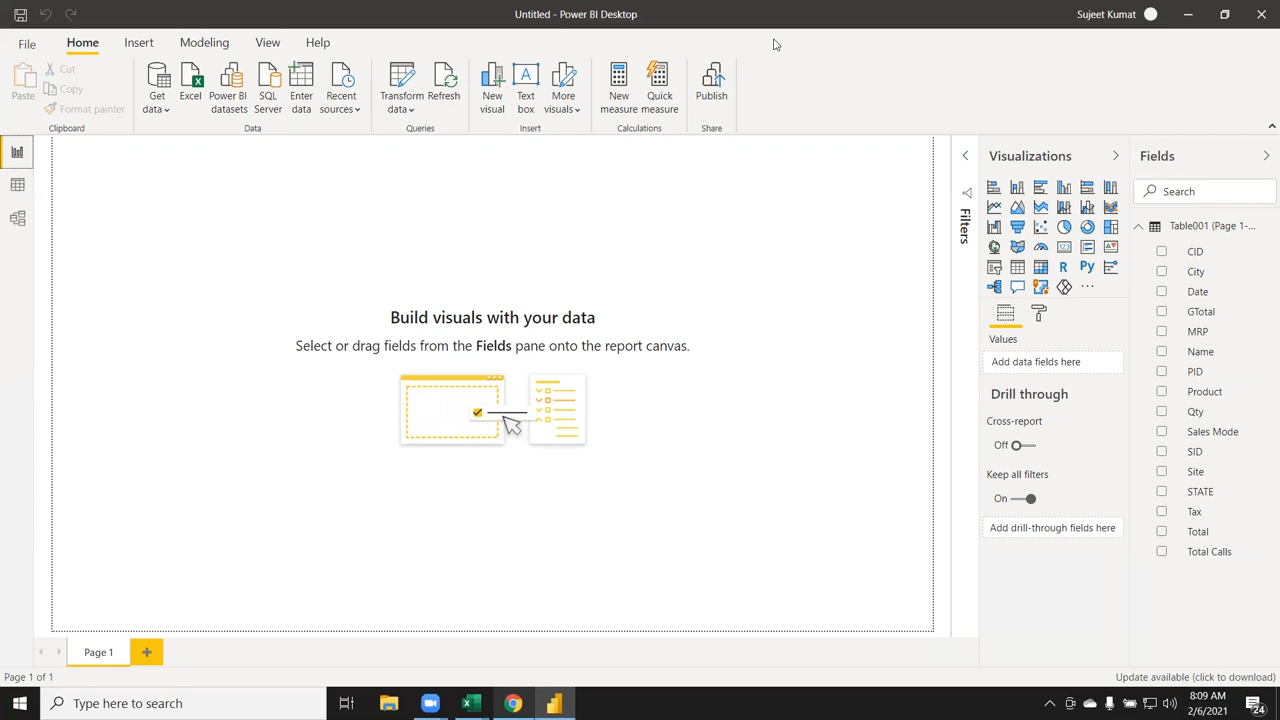 Untitled - Power BI Desktop
Sujeet Kumat
File Home Insert Modeling View Help
Paste
Cut
Copy
Format painter
Clipboard
Get data
Excel
Power BI datasets
SQL Server
Enter data
Recent sources
Data
Transform data
Refresh
Queries
New visual
A
Text box
More visuals
Insert
New measure
Quick measure
Calculations
Publish
Share
Filters
Visualizations
123
R
Py
Values
Add data fields here
Drill through
Cross-report
Off
Keep all filters
On
Add drill-through fields here
Fields
Search
Table001 (Page 1-...
CID
City
Date
GTotal
MRP
Name
PID
Product
Qty
Sales Mode
SID
Site
STATE
Tax
Total
Total Calls
Build visuals with your data
Select or drag fields from the Fields pane onto the report canvas.
Page 1
Page 1 of 1
Update available (click to download)
Type here to search
8:09 AM
2/6/2021
24